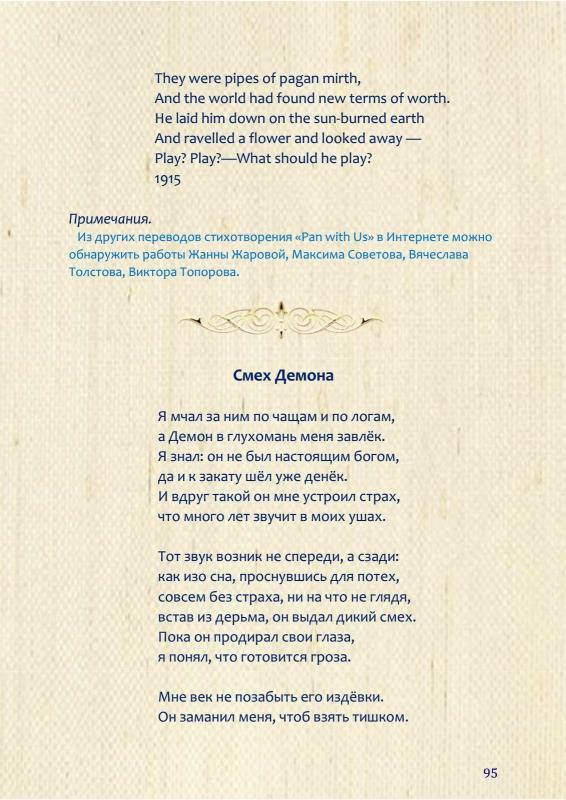 They were pipes of pagan mirth,
And the world had found new terms of worth.
He laid him down on the sun-burned earth
And ravelled a flower and looked away —
Play? Play?—What should he play?
1915
Примечания.
Из других переводов стихотворения «Pan with Us» в Интернете можно
обнаружить работы Жанны Жаровой, Максима Советова, Вячеслава
Толстова, Виктора Топорова.
Смех Демона
Я мчал за ним по чащам и по логам,
а Демон в глухомань меня завлёк.
Я знал: он не был настоящим богом,
да и к закату шёл уже денёк.
И вдруг такой он мне устроил страх,
что много лет звучит в моих ушах.
Тот звук возник не спереди, а сзади:
как изо сна, проснувшись для потех,
совсем без страха, ни на что не глядя,
встав из дерьма, он выдал дикий смех.
Пока он продирал свои глаза,
я понял, что готовится гроза.
Мне век не позабыть его издёвки.
Он заманил меня, чтоб взять тишком.
95